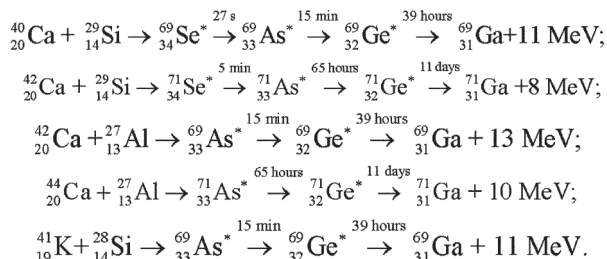 ⁴⁰₂₀Ca + ²⁹₁₄Si → ⁶⁹₃₄Se* →(27 s) ⁶⁹₃₃As* →(15 min) ⁶⁹₃₂Ge* →(39 hours) ⁶⁹₃₁Ga+11 MeV;
⁴²₂₀Ca + ²⁹₁₄Si → ⁷¹₃₄Se* →(5 min) ⁷¹₃₃As* →(65 hours) ⁷¹₃₂Ge* →(11 days) ⁷¹₃₁Ga +8 MeV;
⁴²₂₀Ca +²⁷₁₃Al → ⁶⁹₃₃As* →(15 min) ⁶⁹₃₂Ge* →(39 hours) ⁶⁹₃₁Ga + 13 MeV;
⁴⁴₂₀Ca +²⁷₁₃Al → ⁷¹₃₃As* →(65 hours) ⁷¹₃₂Ge* →(11 days) ⁷¹₃₁Ga + 10 MeV;
⁴¹₁₉K+²⁸₁₄Si → ⁶⁹₃₃As* →(15 min) ⁶⁹₃₂Ge* →(39 hours) ⁶⁹₃₁Ga + 11 MeV.